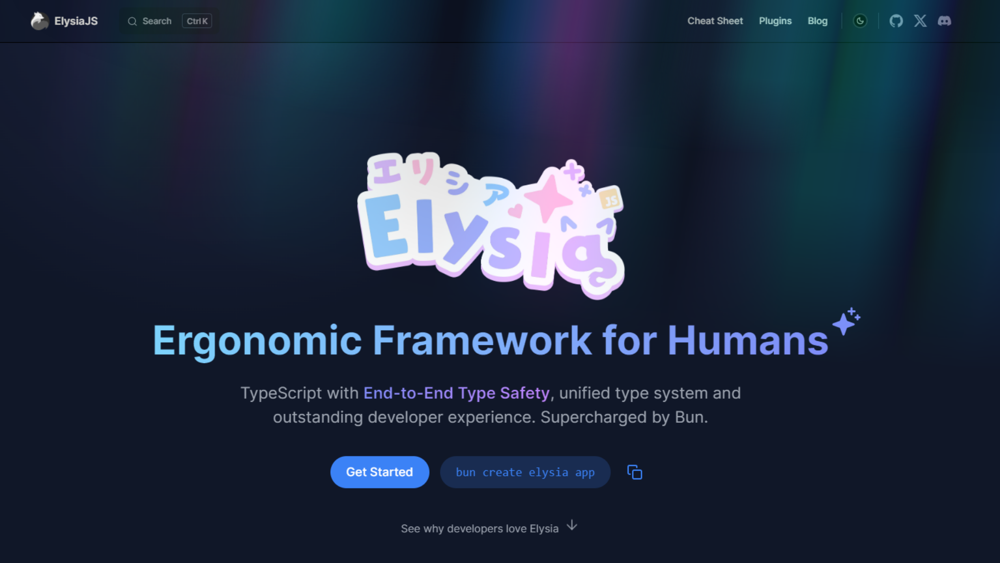 ElysiaJS
Search
Ctrl K
Cheat Sheet
Plugins
Blog
エリシア
JS
Elysia
Ergonomic Framework for Humans
TypeScript with End-to-End Type Safety, unified type system and
outstanding developer experience. Supercharged by Bun.
Get Started
bun create elysia app
See why developers love Elysia